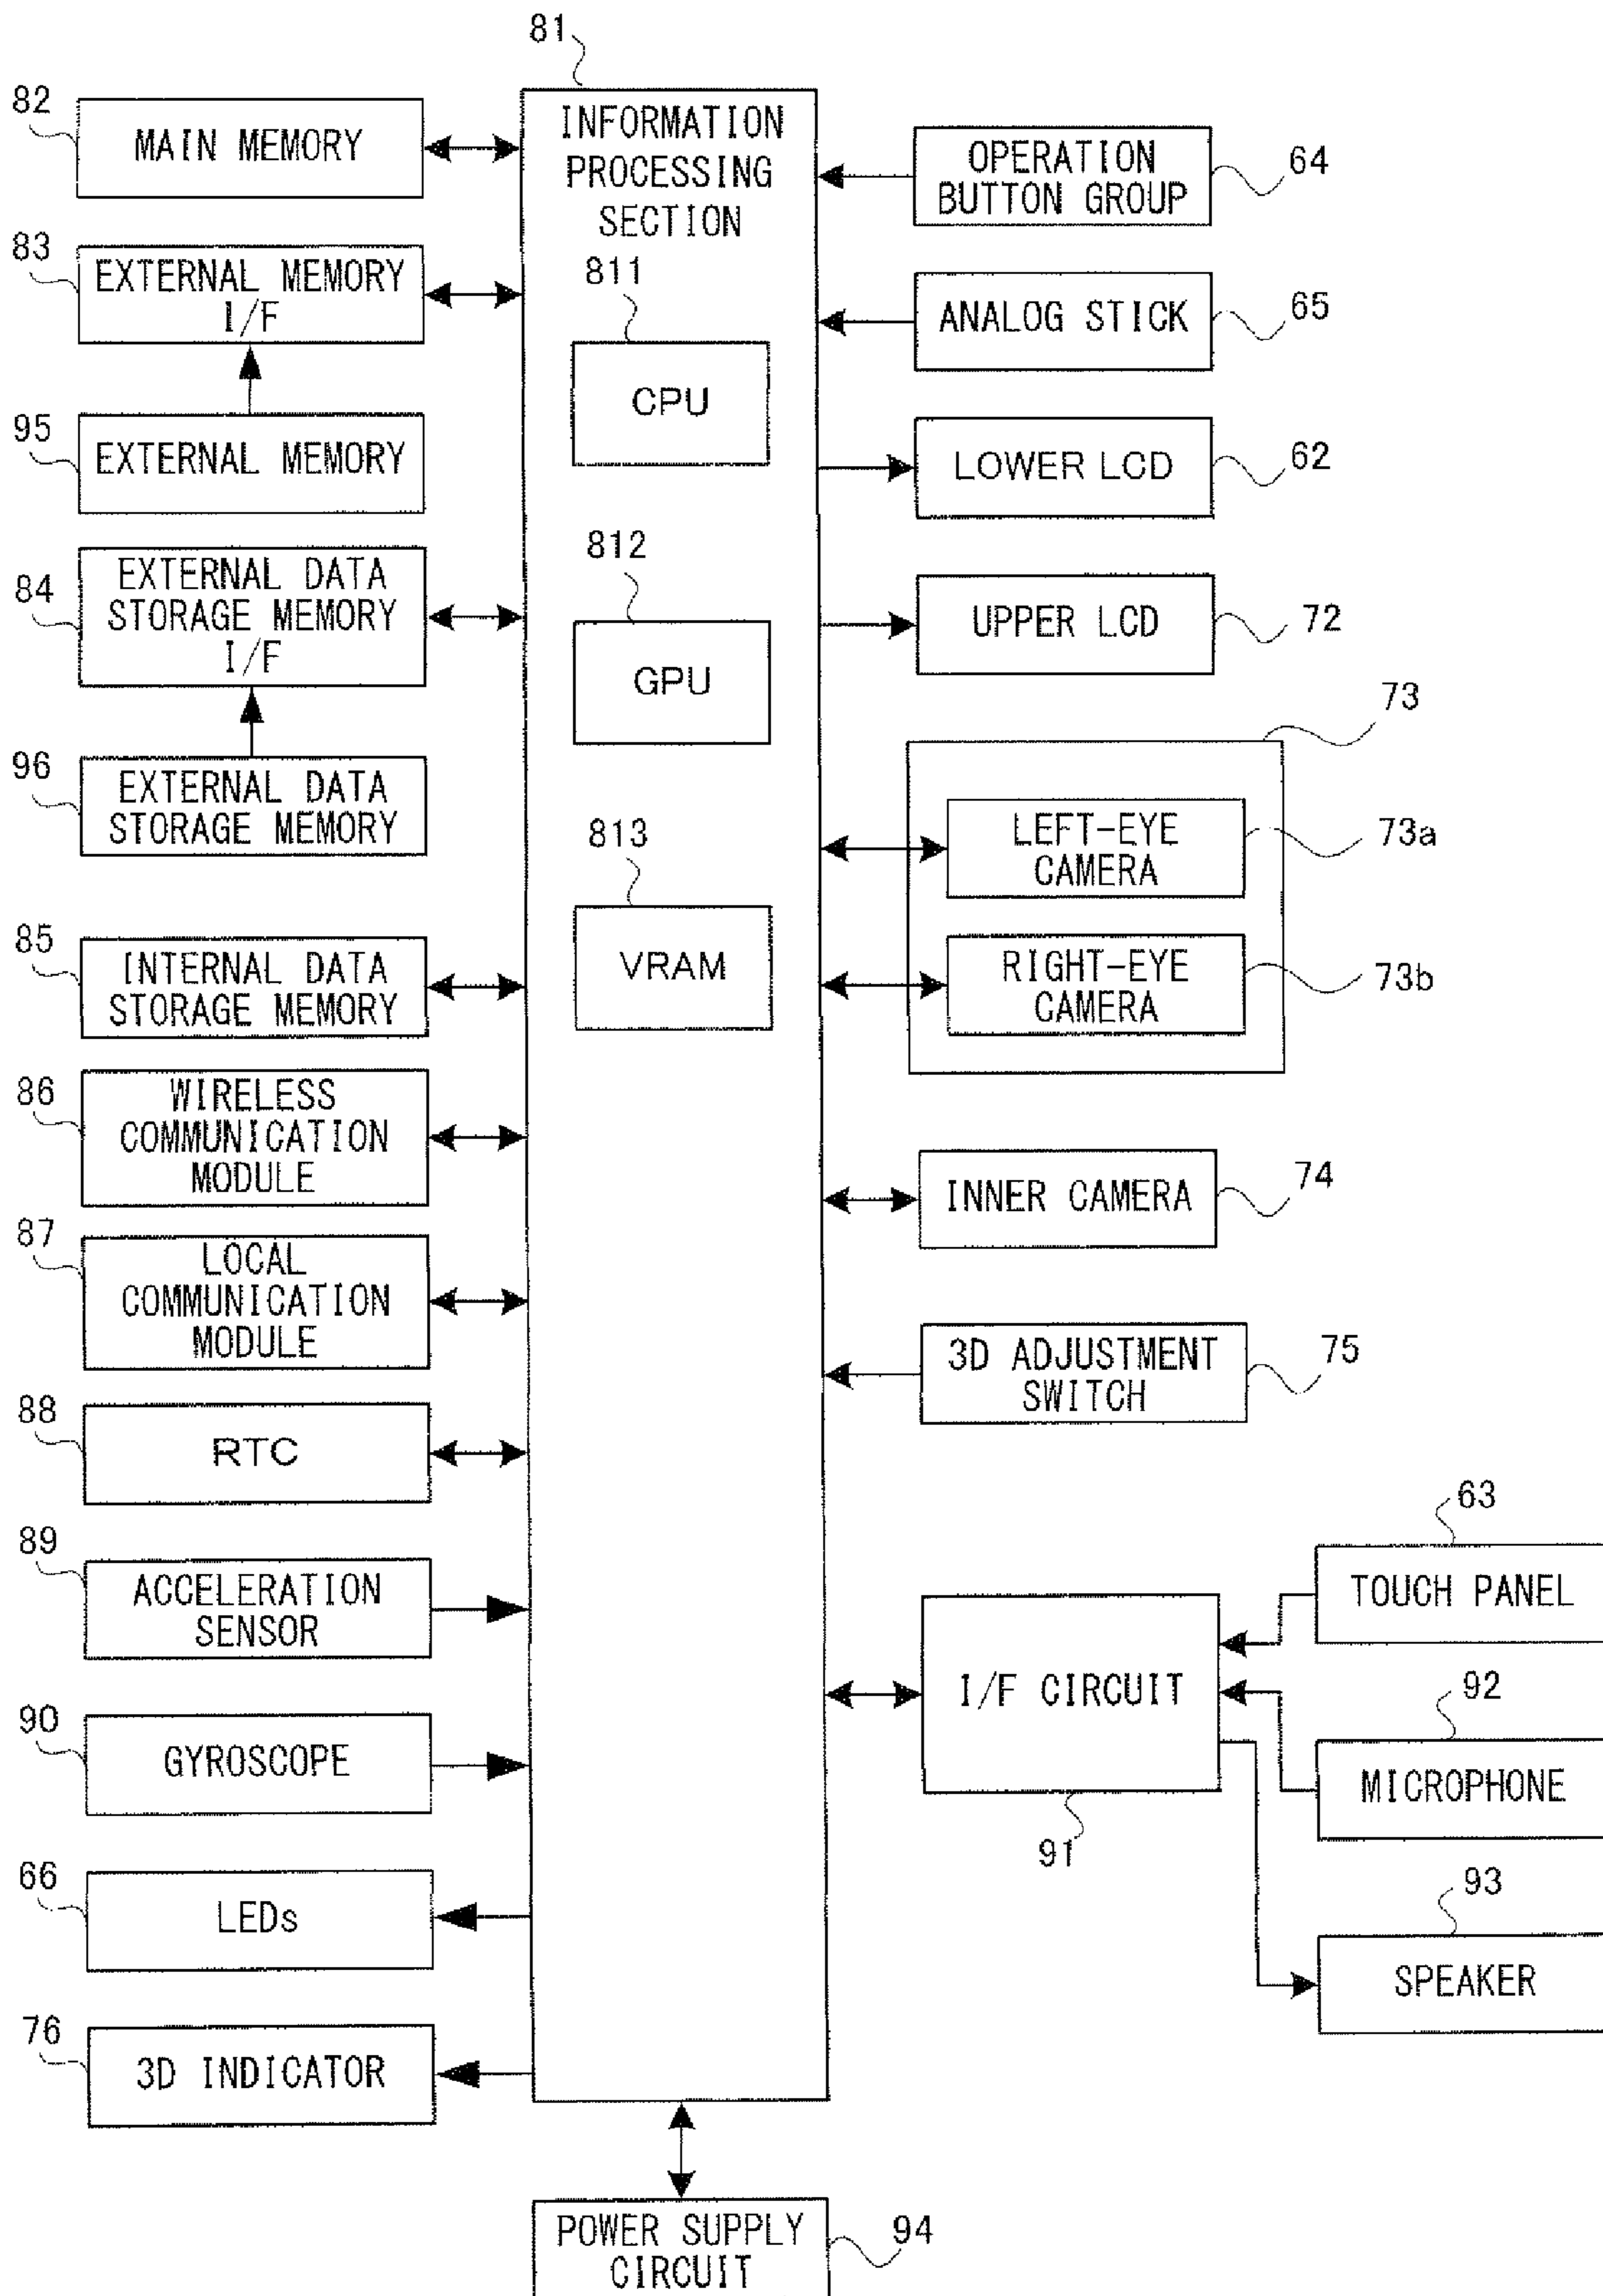 81
INFORMATION
PROCESSING
SECTION
811
CPU
812
GPU
813
VRAM
82
MAIN MEMORY
83
EXTERNAL MEMORY
I/F
95
EXTERNAL MEMORY
84
EXTERNAL DATA
STORAGE MEMORY
I/F
96
EXTERNAL DATA
STORAGE MEMORY
85
INTERNAL DATA
STORAGE MEMORY
86
WIRELESS
COMMUNICATION
MODULE
87
LOCAL
COMMUNICATION
MODULE
88
RTC
89
ACCELERATION
SENSOR
90
GYROSCOPE
66
LEDs
76
3D INDICATOR
OPERATION
BUTTON GROUP
64
ANALOG STICK
65
LOWER LCD
62
UPPER LCD
72
73
LEFT-EYE
CAMERA
73a
RIGHT-EYE
CAMERA
73b
INNER CAMERA
74
3D ADJUSTMENT
SWITCH
75
I/F CIRCUIT
91
63
TOUCH PANEL
92
MICROPHONE
93
SPEAKER
POWER SUPPLY
CIRCUIT
94